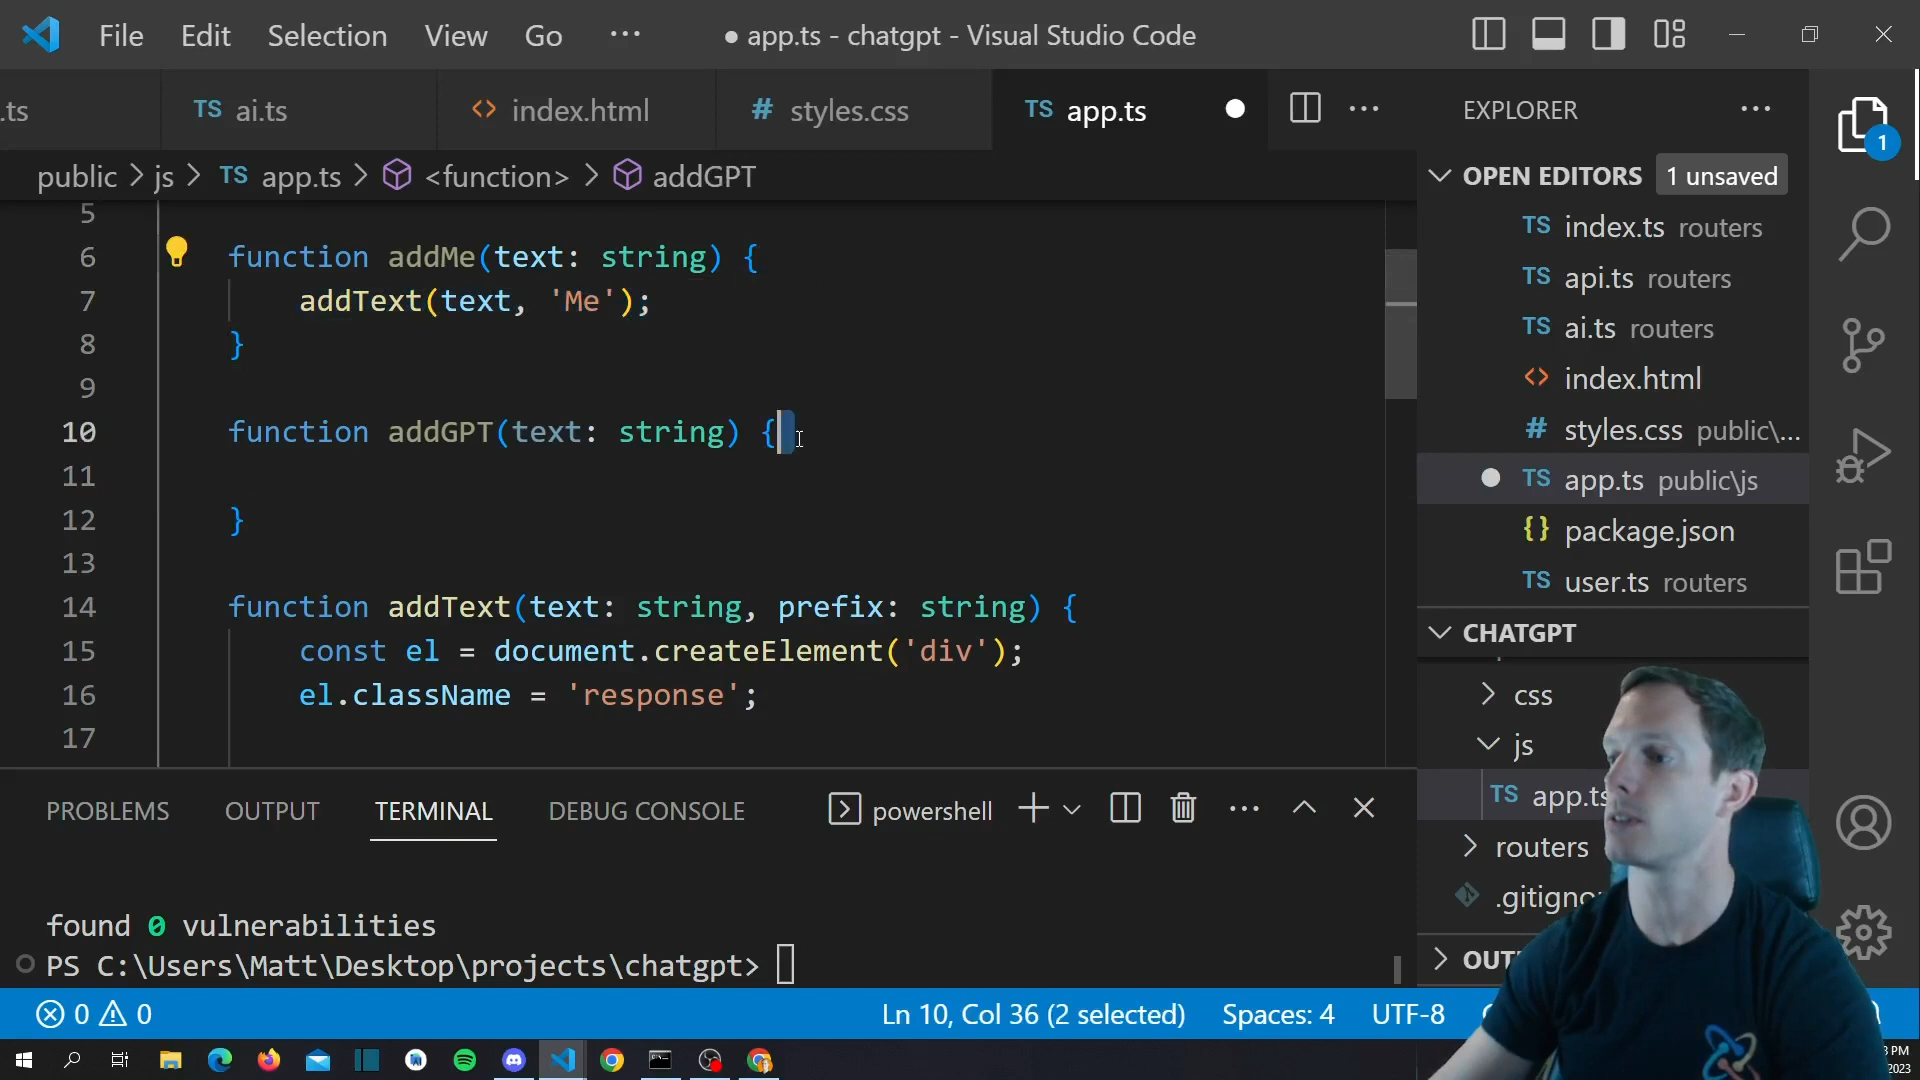 File Edit Selection View Go ··· ● app.ts - chatgpt - Visual Studio Code
.ts TS ai.ts <> index.html # styles.css TS app.ts
public > js > TS app.ts > <function> > addGPT
5
6 function addMe(text: string) {
7 addText(text, 'Me');
8 }
9
10 function addGPT(text: string) {
11
12 }
13
14 function addText(text: string, prefix: string) {
15 const el = document.createElement('div');
16 el.className = 'response';
17
EXPLORER
1
OPEN EDITORS 1 unsaved
TS index.ts routers
TS api.ts routers
TS ai.ts routers
<> index.html
# styles.css public\...
TS app.ts public\js
{ } package.json
TS user.ts routers
CHATGPT
css
js
TS app.ts
routers
.gitigno
OUT
PROBLEMS OUTPUT TERMINAL DEBUG CONSOLE powershell
found 0 vulnerabilities
PS C:\Users\Matt\Desktop\projects\chatgpt>
0 0 Ln 10, Col 36 (2 selected) Spaces: 4 UTF-8
PM
2023